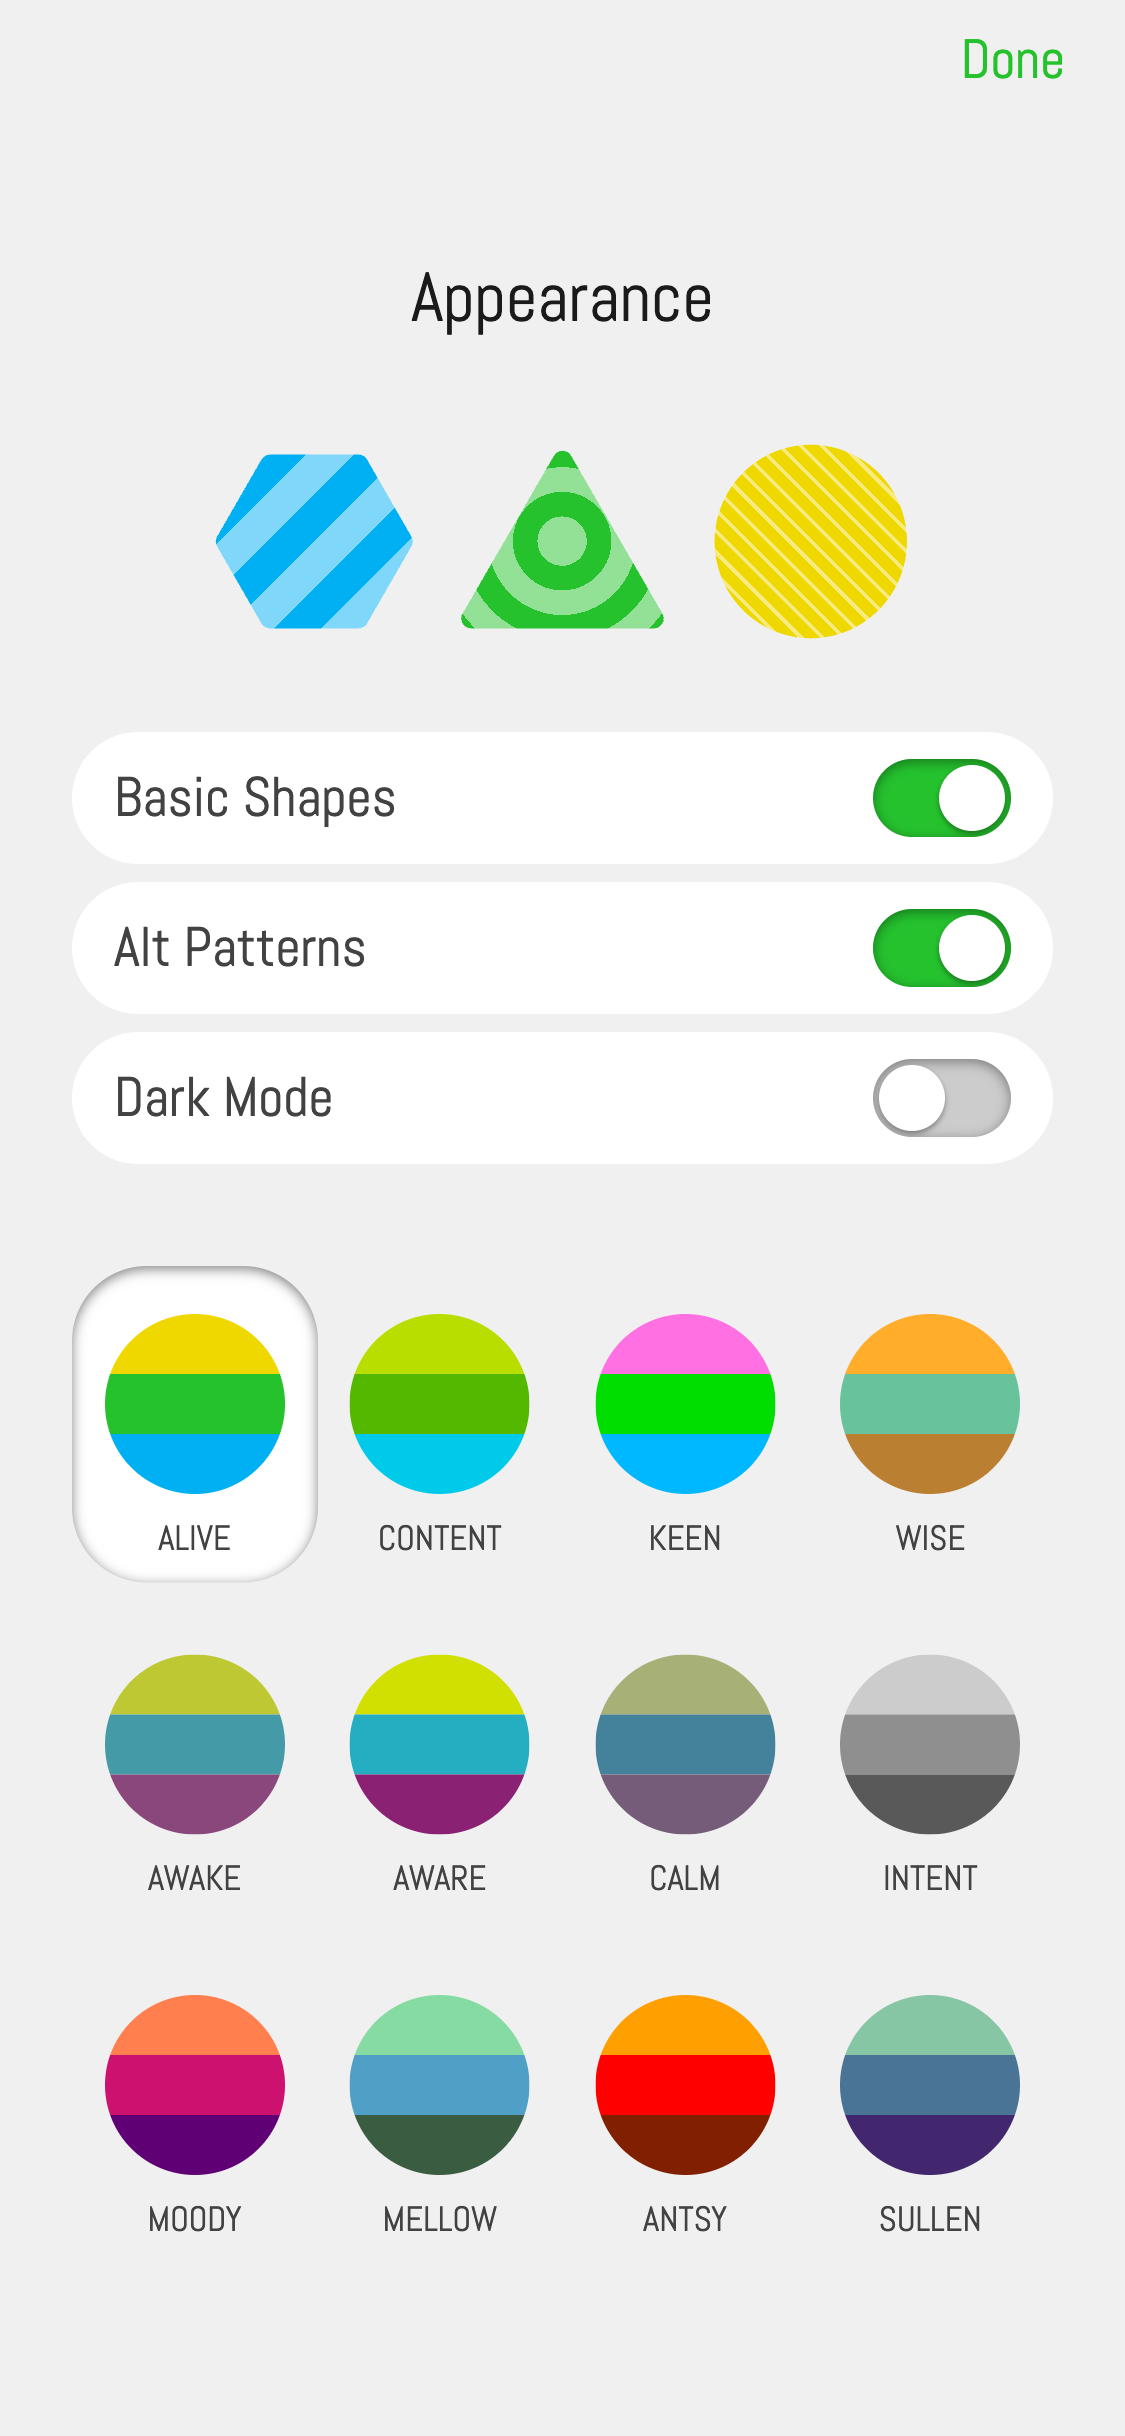 Done
Appearance
Basic Shapes
Alt Patterns
Dark Mode
ALIVE
CONTENT
KEEN
WISE
AWAKE
AWARE
CALM
INTENT
MOODY
MELLOW
ANTSY
SULLEN